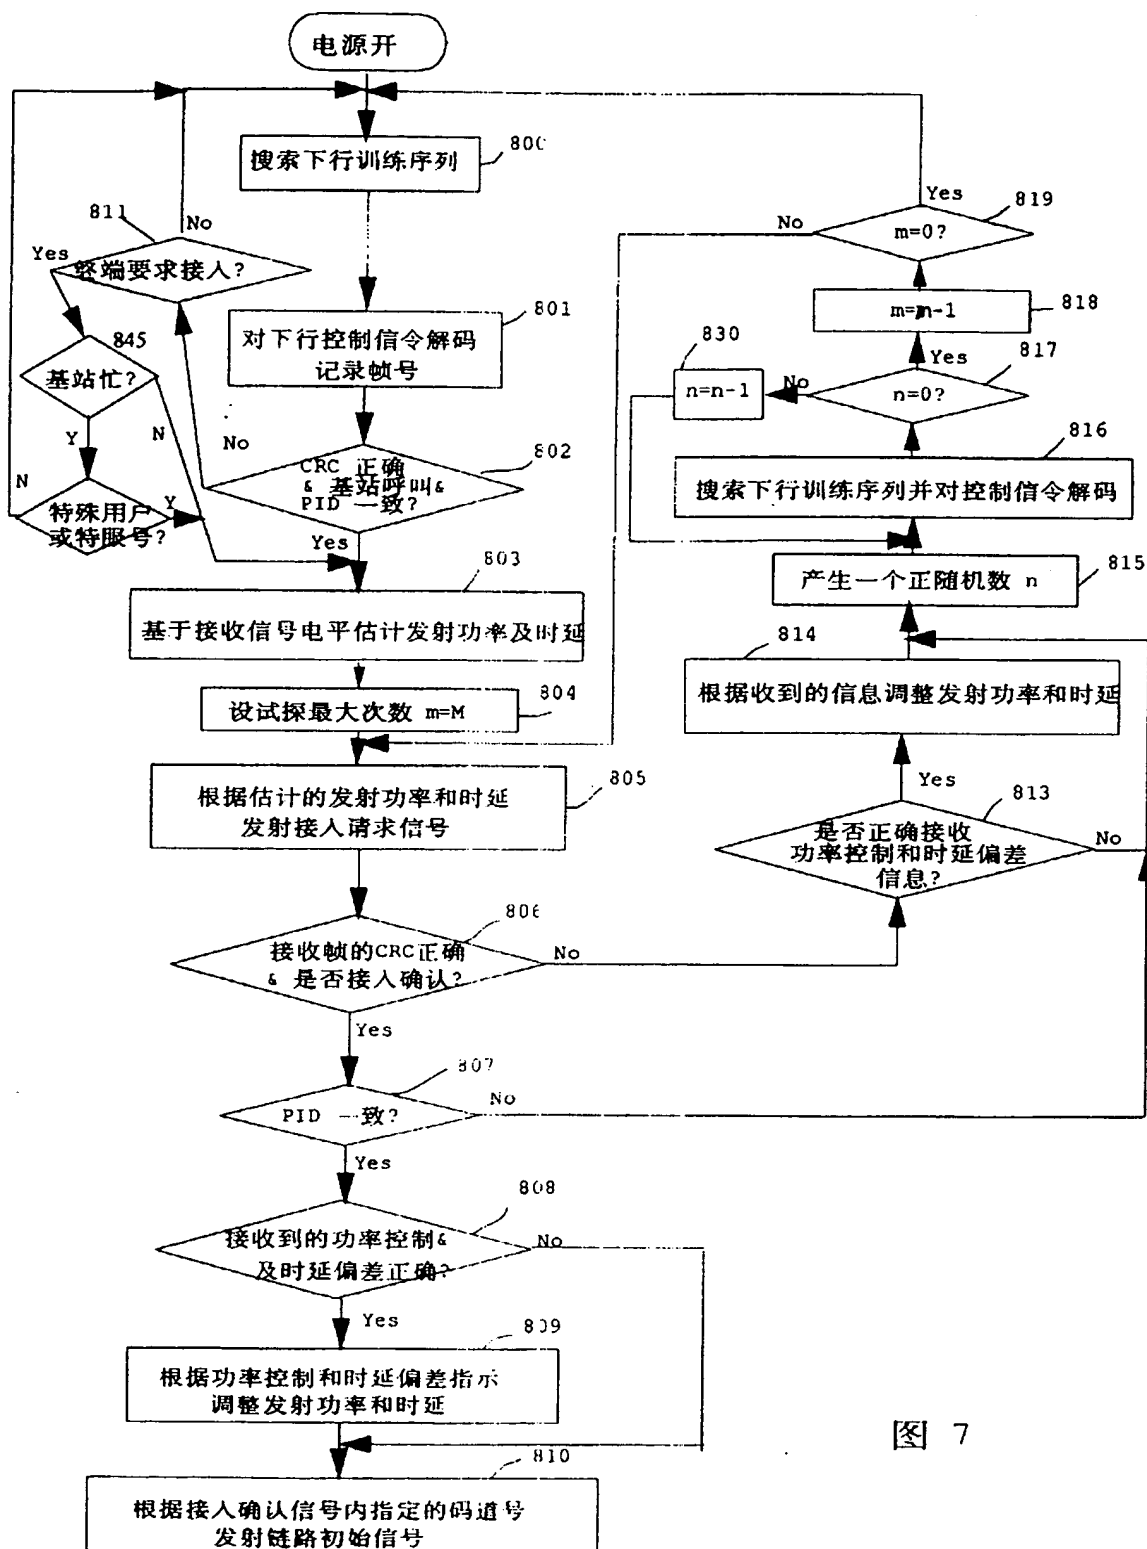 电源开
搜索下行训练序列
800
811
No
Yes
终端要求接入?
845
基站忙?
Y
N
N
特殊用户
或特服号?
Y
801
对下行控制信令解码
记录帧号
No
802
CRC 正确
& 基站呼叫&
PID 一致?
Yes
803
基于接收信号电平估计发射功率及时延
804
设试探最大次数 m=M
805
根据估计的发射功率和时延
发射接入请求信号
806
接收帧的CRC正确
& 是否接入确认?
No
Yes
807
PID 一致?
No
Yes
808
接收到的功率控制&
及时延偏差正确?
No
Yes
809
根据功率控制和时延偏差指示
调整发射功率和时延
810
根据接入确认信号内指定的码道号
发射链路初始信号
Yes
819
No
m=0?
818
m=m-1
830
Yes
817
n=n-1
No
n=0?
816
搜索下行训练序列并对控制信令解码
815
产生一个正随机数 n
814
根据收到的信息调整发射功率和时延
Yes
813
是否正确接收
功率控制和时延偏差
信息?
No
图 7